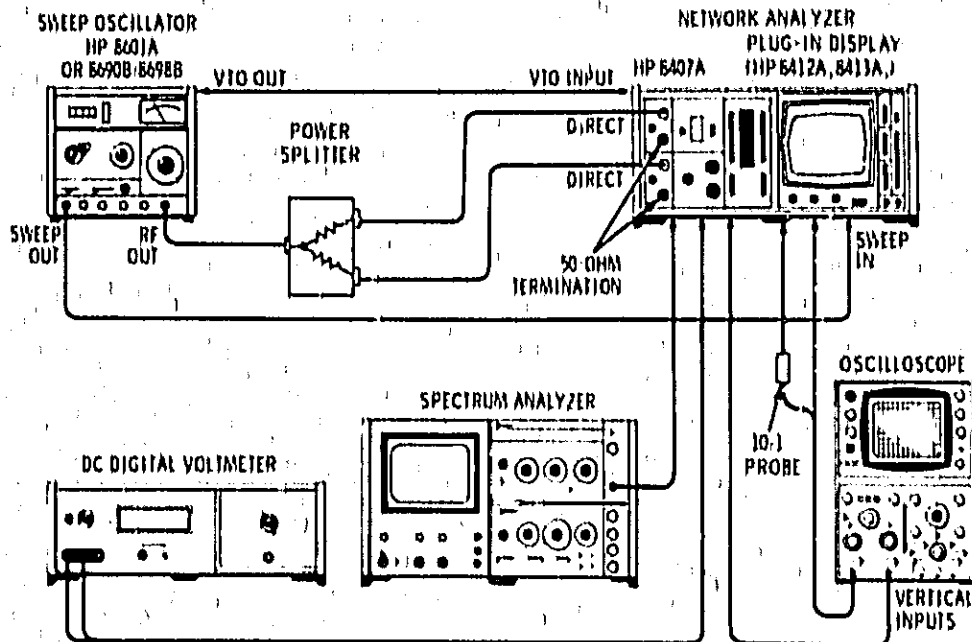 SWEEP OSCILLATOR
HP 8601A
OR 8690B/8698B
NETWORK ANALYZER
PLUG-IN DISPLAY
HP 8407A
(HP 8412A, 8413A,)
VTO OUT
VTO INPUT
POWER
SPLITTER
DIRECT
DIRECT
SWEEP
OUT
RF
OUT
50-OHM
TERMINATION
SWEEP
IN
OSCILLOSCOPE
SPECTRUM ANALYZER
10:1
PROBE
DC DIGITAL VOLTMETER
VERTICAL
INPUTS